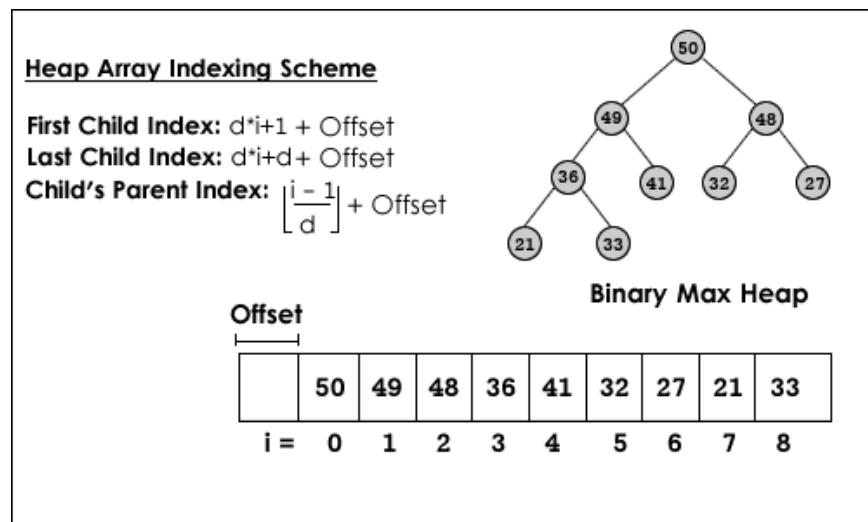 Heap Array Indexing Scheme
First Child Index: d*i+1 + Offset
Last Child Index: d*i+d + Offset
Child's Parent Index: ⌊(i - 1)/d⌋ + Offset
50
49 48
36 41 32 27
21 33
Binary Max Heap
Offset
50 49 48 36 41 32 27 21 33
i = 0 1 2 3 4 5 6 7 8